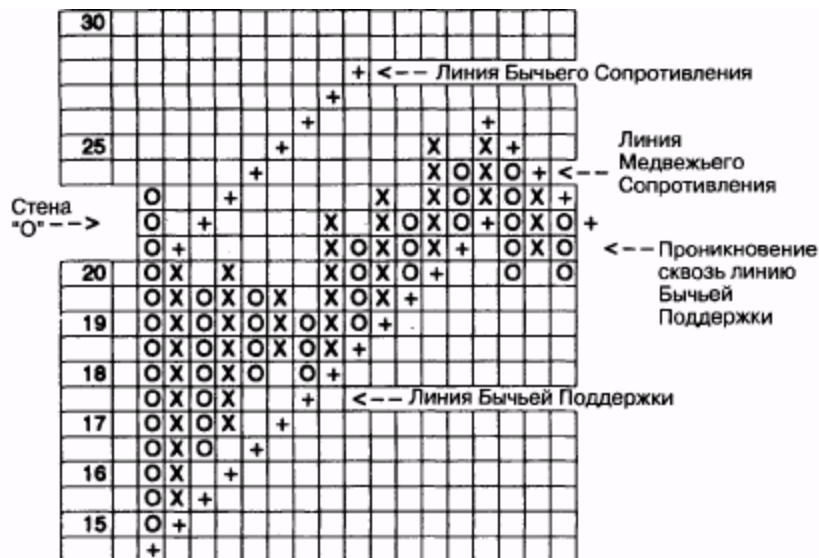 30
+ <-- Линия Бычьего Сопротивления
+
+ +
25 + X X +
+ X O X O + <--
Линия
Медвежьего
Сопротивления
O + X X O X O X +
Стена
"О" -->
O + X X O X O + O X O +
O + X O X O X + O X O
<-- Проникновение
сквозь линию
Бычьей
Поддержки
20 O X X X O X O + O O
O X O X O X X O X +
19 O X O X O X O X O +
O X O X O X O X +
18 O X O X O O +
O X O X + <-- Линия Бычьей Поддержки
17 O X O X +
O X O +
16 O X +
O X +
15 O +
+